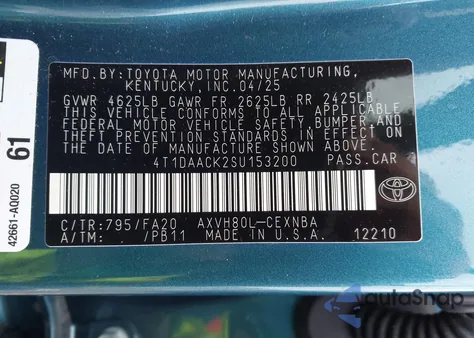 MFD. BY: TOYOTA MOTOR MANUFACTURING,
KENTUCKY, INC. 04/25
GVWR 4625LB GAWR FR 2625LB RR 2425LB
THIS VEHICLE CONFORMS TO ALL APPLICABLE
FEDERAL MOTOR VEHICLE SAFETY, BUMPER AND
THEFT PREVENTION STANDARDS IN EFFECT ON
THE DATE OF MANUFACTURE SHOWN ABOVE.
4T1DAACK2SU153200 PASS.CAR
C/TR:795/FA20 AXVH80L-CEXNBA
A/TM: /PB11 MADE IN U.S.A. 12210
42661-A0020
61
autoSnap